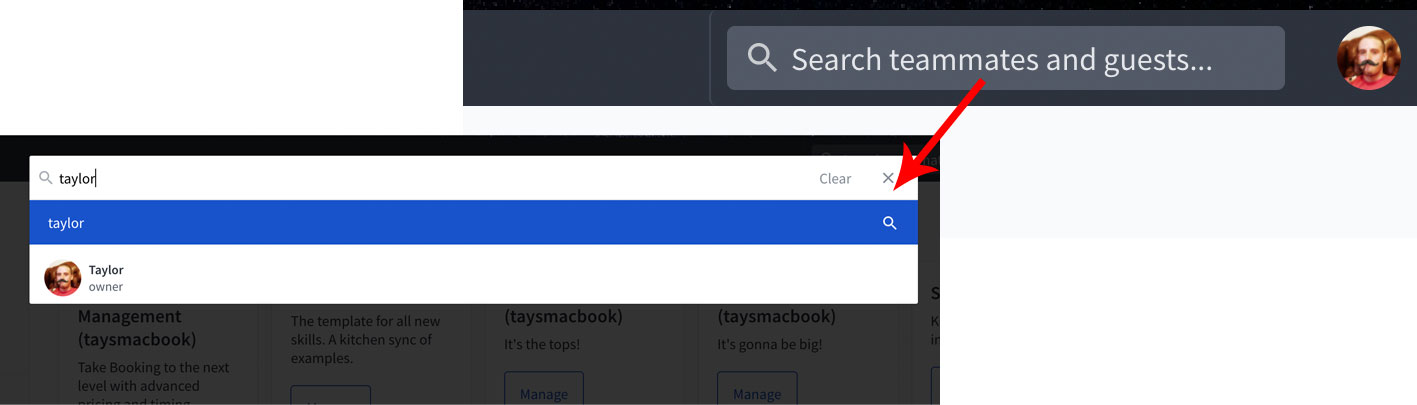 Search teammates and guests...
taylor
Clear
taylor
Taylor
owner
Management
(taysmacbook)
Take Booking to the next
level with advanced
pricing and timing
The template for all new
skills. A kitchen sync of
examples.
(taysmacbook)
It's the tops!
Manage
(taysmacbook)
It's gonna be big!
Manage
S
K
in